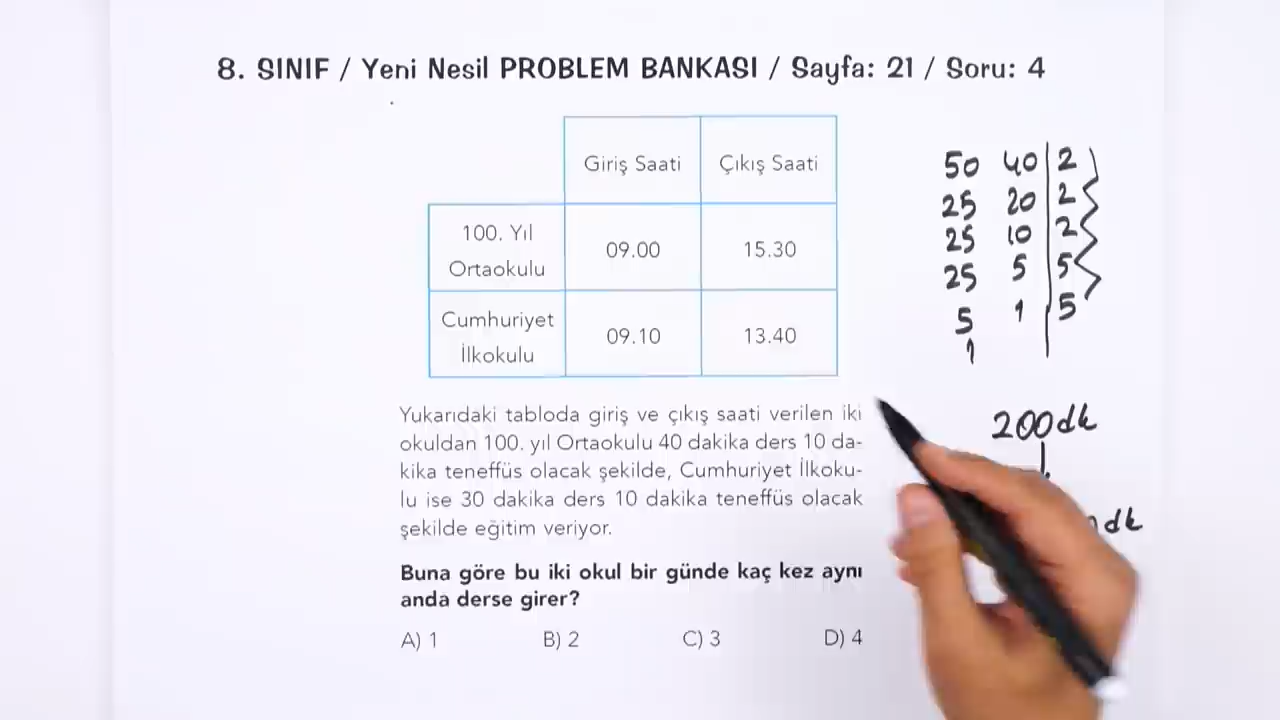 8. SINIF / Yeni Nesil PROBLEM BANKASI / Sayfa: 21 / Soru: 4
Giriş Saati Çıkış Saati
100. Yıl
Ortaokulu
09.00 15.30
Cumhuriyet
İlkokulu
09.10 13.40
Yukarıdaki tabloda giriş ve çıkış saati verilen iki
okuldan 100. yıl Ortaokulu 40 dakika ders 10 da-
kika teneffüs olacak şekilde, Cumhuriyet İlkoku-
lu ise 30 dakika ders 10 dakika teneffüs olacak
şekilde eğitim veriyor.
Buna göre bu iki okul bir günde kaç kez aynı
anda derse girer?
A) 1 B) 2 C) 3 D) 4
50 40 2
25 20 2
25 10 2
25 5 5
5 1 5
1
200dk
dk